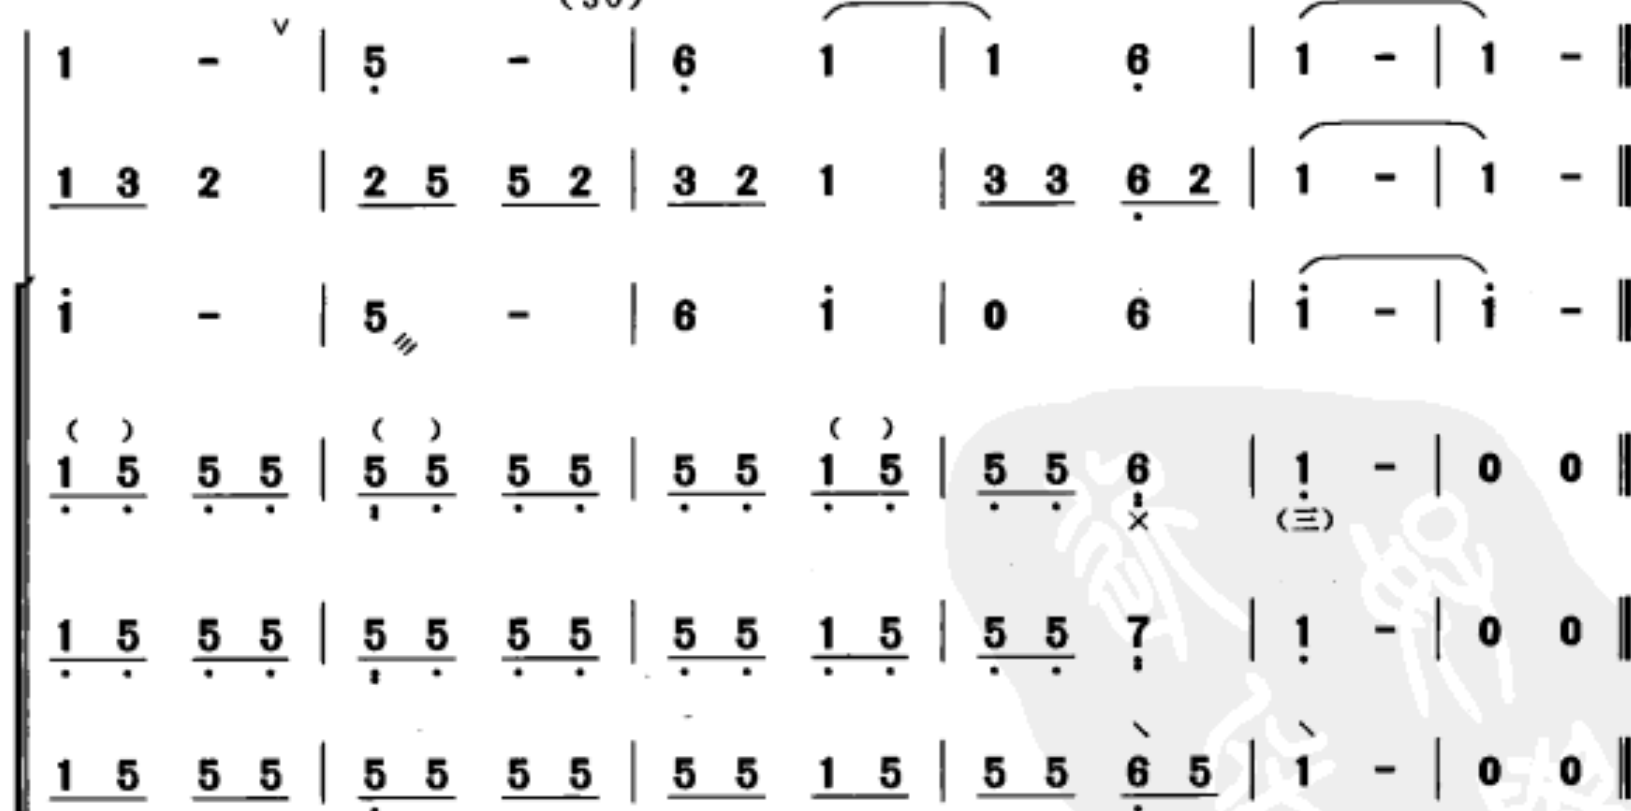 (30)
1 - | 5̣ - | 6̣ 1 | 1 6̣ | 1 - | 1 - ‖
1 3 2 | 2 5 5 2 | 3 2 1 | 3 3 6̣ 2 | 1 - | 1 - ‖
i - | 5 - | 6 i | 0 6 | i - | i - ‖
( ) ( ) ( )
1 5 5 5 | 5 5 5 5 | 5 5 1 5 | 5 5 6 | 1 - | 0 0 ‖
× (三)
1 5 5 5 | 5 5 5 5 | 5 5 1 5 | 5 5 7 | 1 - | 0 0 ‖
1 5 5 5 | 5 5 5 5 | 5 5 1 5 | 5 5 6 5 | 1 - | 0 0 ‖